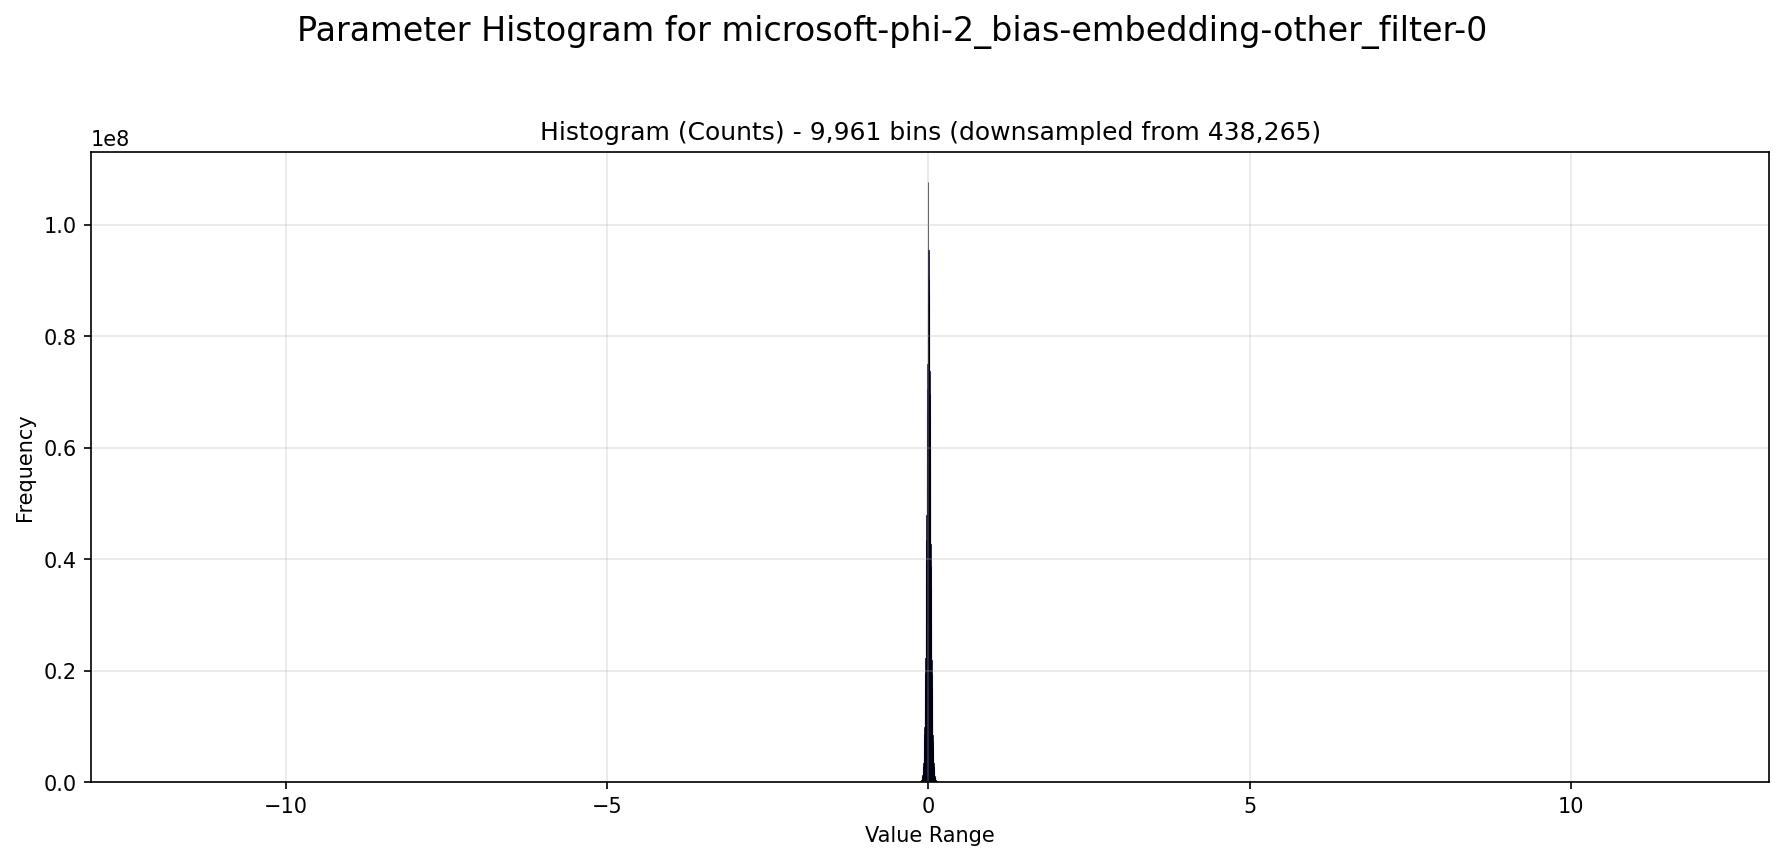 Parameter Histogram for microsoft-phi-2_bias-embedding-other_filter-0
Histogram (Counts) - 9,961 bins (downsampled from 438,265)
1e8
1.0
0.8
0.6
0.4
0.2
0.0
Frequency
−10
−5
0
5
10
Value Range